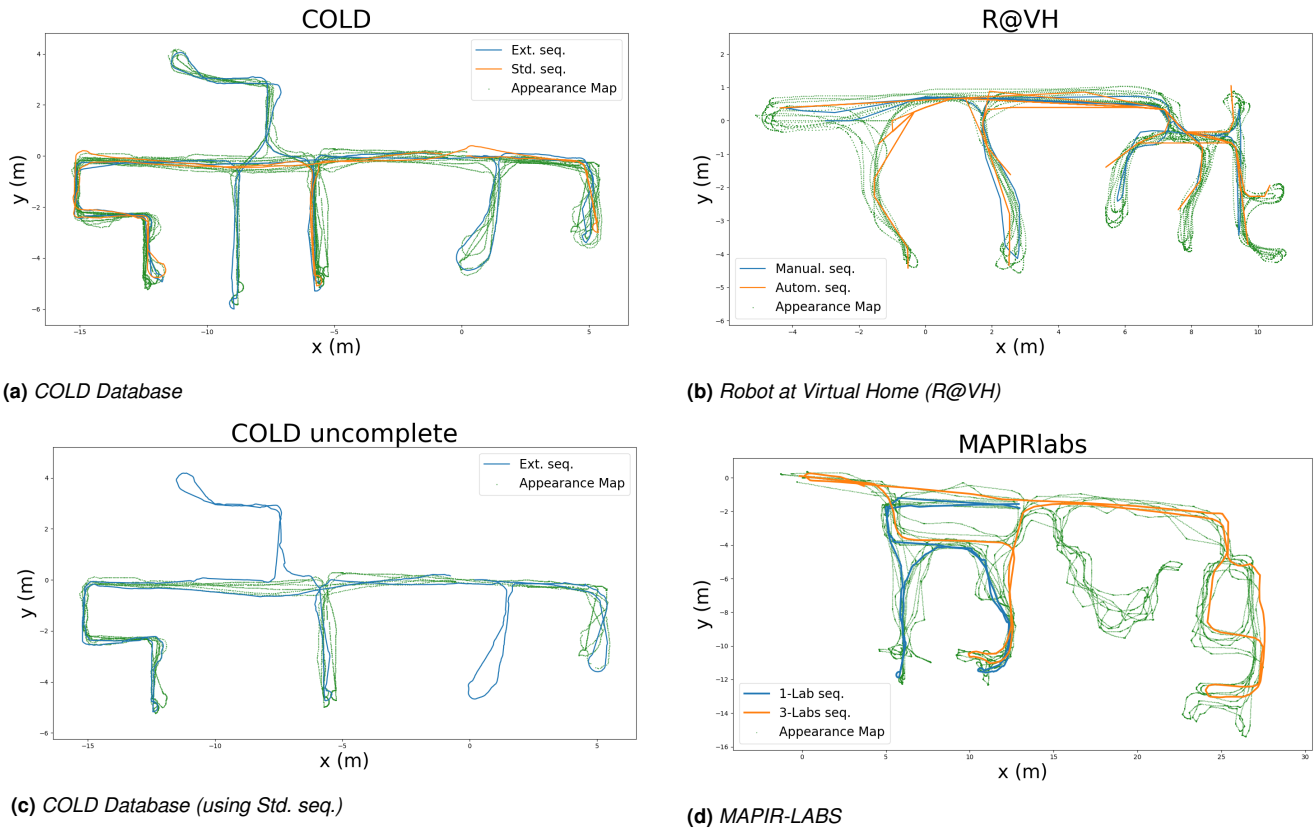 COLD
4
2
0
−2
−4
−6
y (m)
Ext. seq.
Std. seq.
Appearance Map
−15
−10
−5
0
5
x (m)
(a) COLD Database
R@VH
2
1
0
−1
−2
−3
−4
−5
−6
y (m)
Manual. seq.
Autom. seq.
Appearance Map
−4
−2
0
2
4
6
8
10
x (m)
(b) Robot at Virtual Home (R@VH)
COLD uncomplete
4
2
0
−2
−4
−6
y (m)
Ext. seq.
Appearance Map
−15
−10
−5
0
5
x (m)
(c) COLD Database (using Std. seq.)
MAPIRlabs
0
−2
−4
−6
−8
−10
−12
−14
−16
y (m)
1-Lab seq.
3-Labs seq.
Appearance Map
0
5
10
15
20
25
30
x (m)
(d) MAPIR-LABS